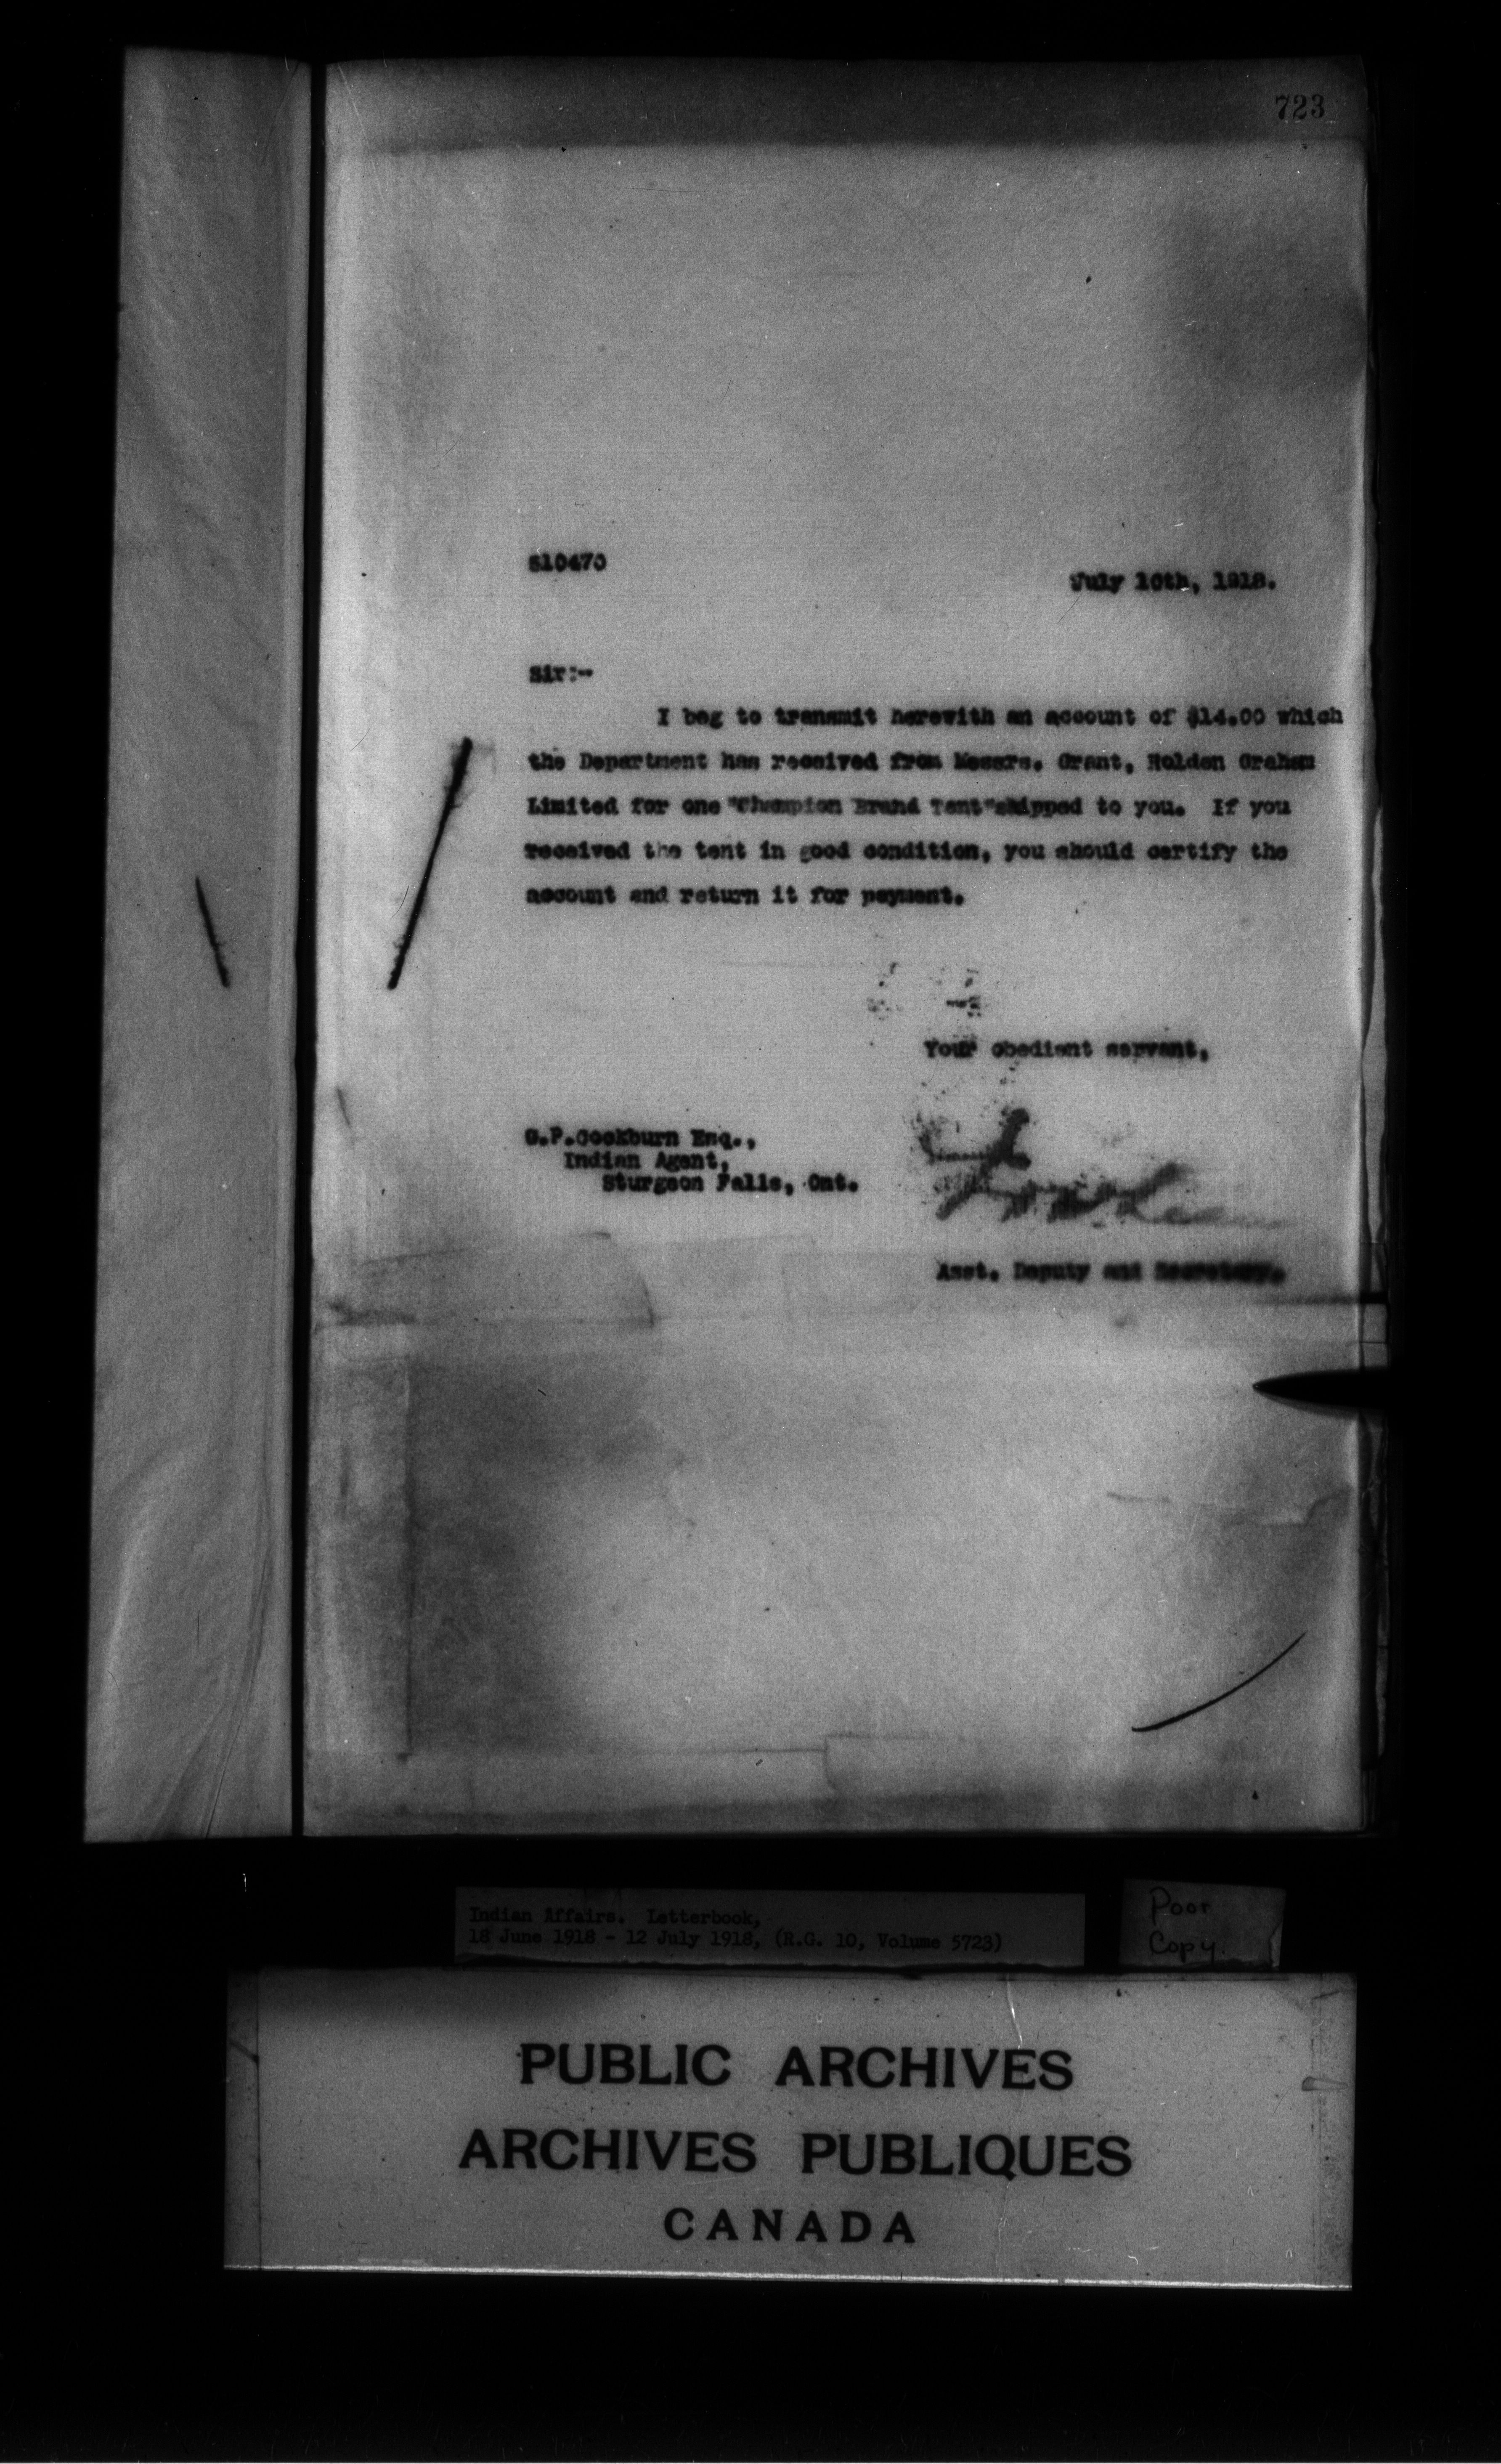 723
510470
July 10th, 1918.
Sir:-
I beg to transmit herewith an account of $14.00 which
the Department has received from Messrs. Grant, Holden Graham
Limited for one "Champion Brand Tent" shipped to you. If you
received the tent in good condition, you should certify the
account and return it for payment.
Your obedient servant,
G.P.Cockburn Esq.,
Indian Agent,
Sturgeon Falls, Ont.
Asst. Deputy and Secretary.
Indian Affairs. Letterbook,
18 June 1918 - 12 July 1918, (R.G. 10, Volume 5723)
Poor
Copy.
PUBLIC ARCHIVES
ARCHIVES PUBLIQUES
CANADA